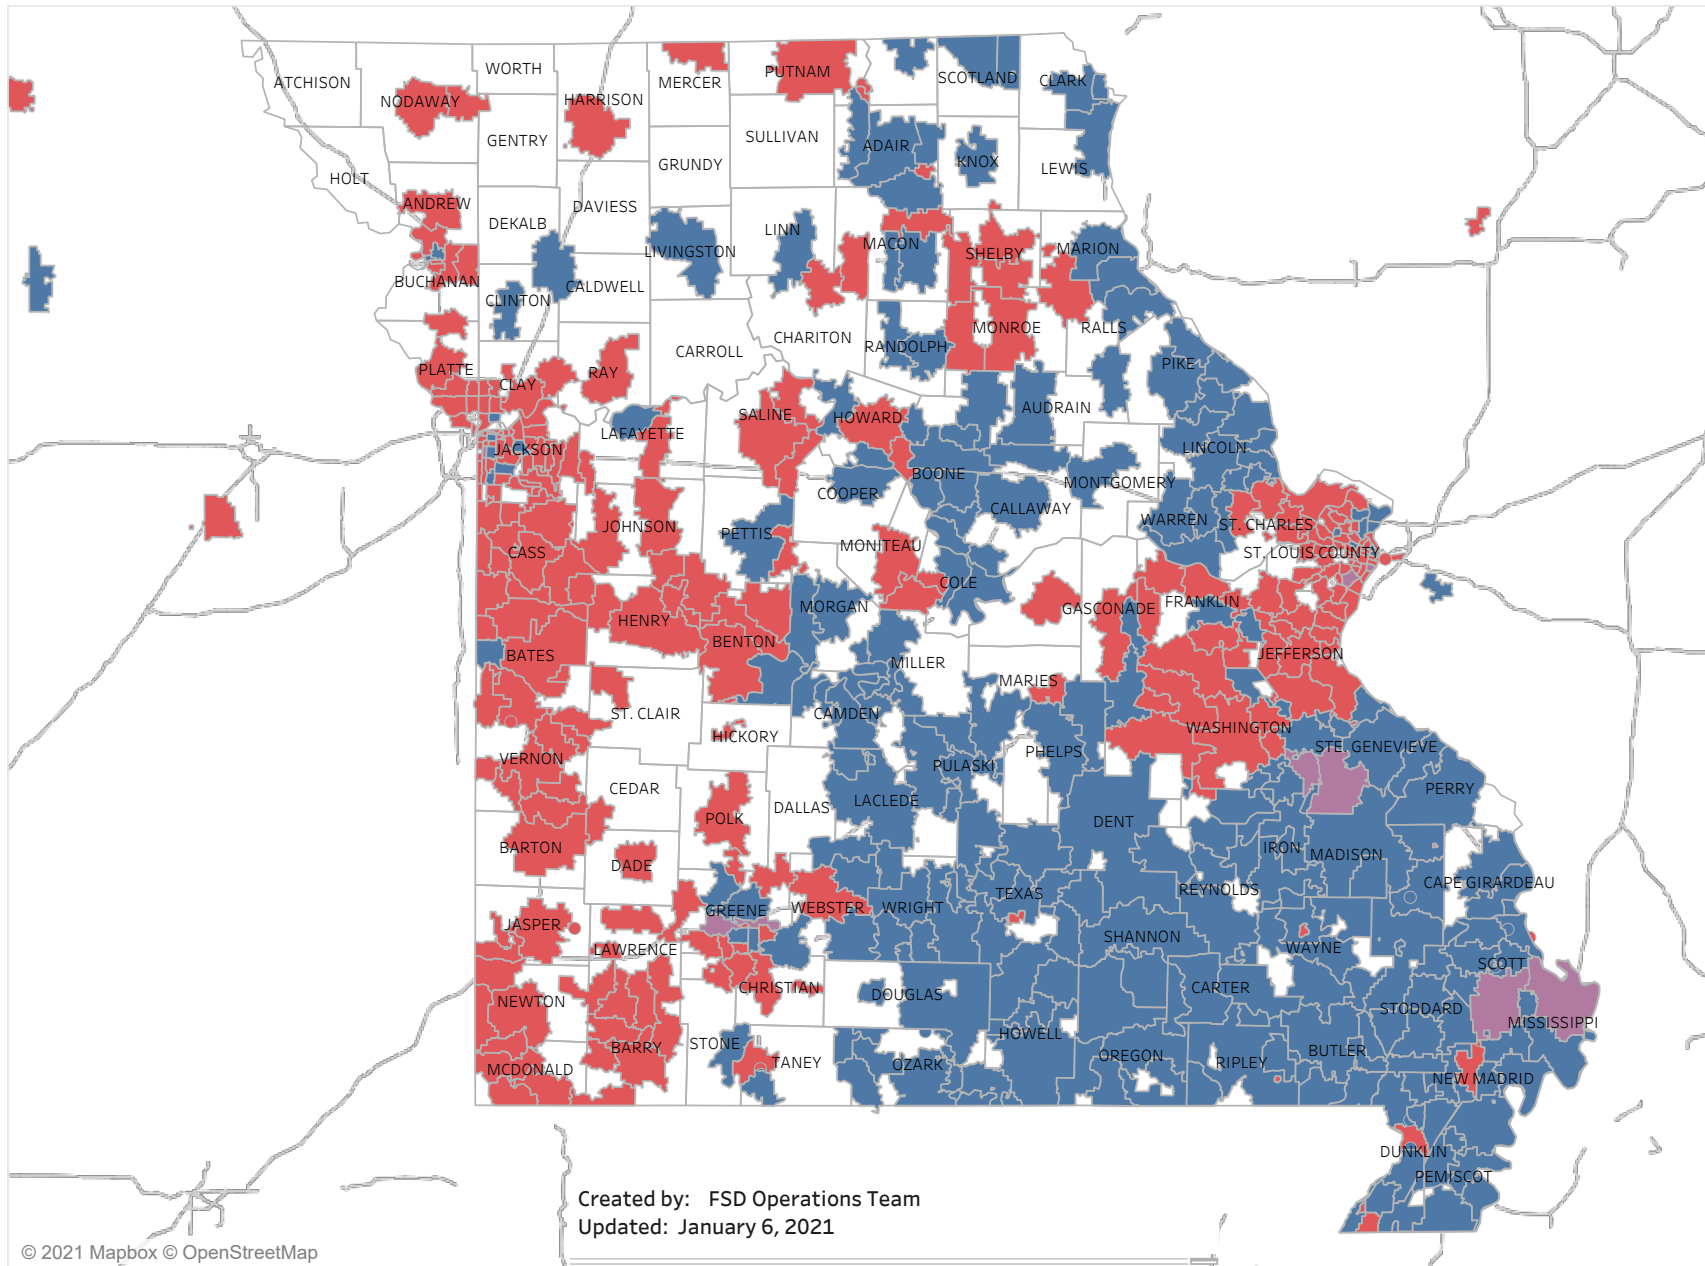 WORTH
ATCHISON
MERCER
PUTNAM
SCOTLAND
CLARK
NODAWAY
HARRISON
GENTRY
SULLIVAN
ADAIR
KNOX
GRUNDY
LEWIS
HOLT
ANDREW
DAVIESS
DEKALB
LINN
MACON
LIVINGSTON
SHELBY
MARION
BUCHANAN
CALDWELL
CLINTON
CHARITON
MONROE
RALLS
RANDOLPH
CARROLL
PIKE
PLATTE
CLAY
RAY
AUDRAIN
SALINE
HOWARD
LAFAYETTE
JACKSON
LINCOLN
BOONE
MONTGOMERY
COOPER
CALLAWAY
WARREN
ST. CHARLES
JOHNSON
PETTIS
MONITEAU
CASS
ST. LOUIS COUNTY
COLE
FRANKLIN
MORGAN
GASCONADE
HENRY
BENTON
BATES
JEFFERSON
MILLER
MARIES
ST. CLAIR
CAMDEN
WASHINGTON
HICKORY
STE. GENEVIEVE
PHELPS
VERNON
PULASKI
CEDAR
PERRY
LACLEDE
DALLAS
POLK
DENT
BARTON
IRON
MADISON
DADE
CAPE GIRARDEAU
REYNOLDS
TEXAS
GREENE
WEBSTER
WRIGHT
JASPER
SHANNON
LAWRENCE
WAYNE
SCOTT
CHRISTIAN
CARTER
DOUGLAS
NEWTON
STODDARD
MISSISSIPPI
HOWELL
STONE
BARRY
BUTLER
OREGON
RIPLEY
TANEY
OZARK
MCDONALD
NEW MADRID
DUNKLIN
PEMISCOT
Created by: FSD Operations Team
Updated: January 6, 2021
© 2021 Mapbox © OpenStreetMap